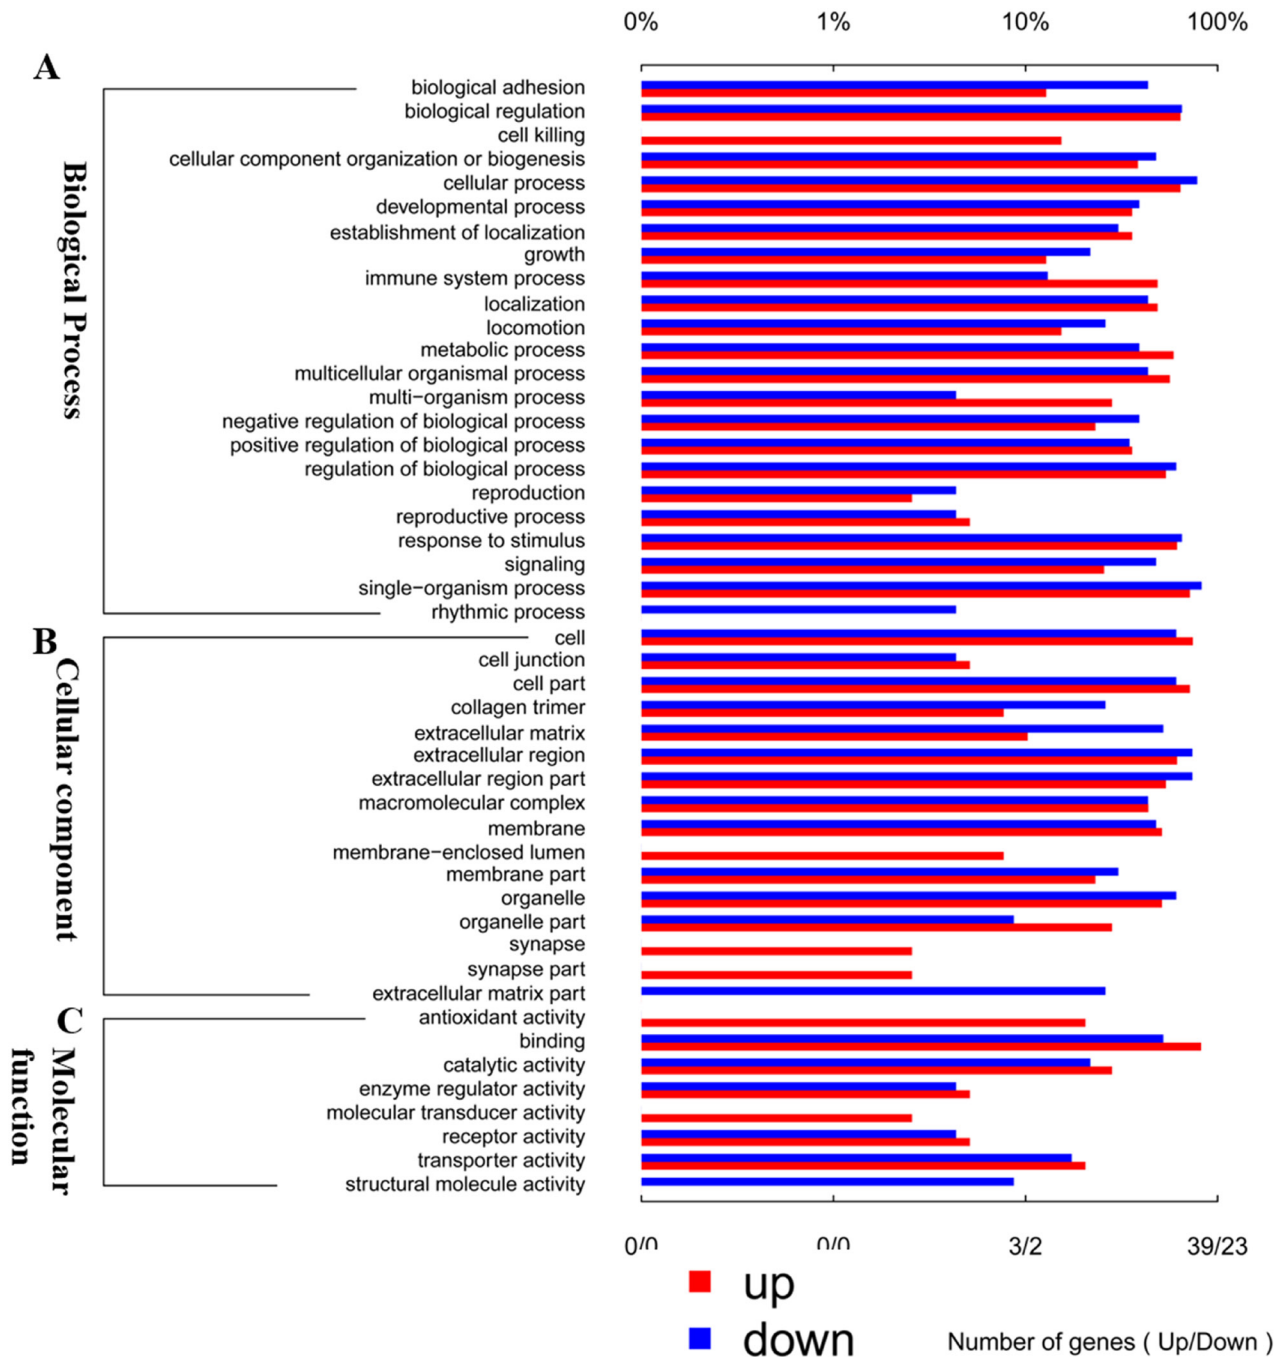 0% 1% 10% 100%
A
Biological Process
biological adhesion
biological regulation
cell killing
cellular component organization or biogenesis
cellular process
developmental process
establishment of localization
growth
immune system process
localization
locomotion
metabolic process
multicellular organismal process
multi−organism process
negative regulation of biological process
positive regulation of biological process
regulation of biological process
reproduction
reproductive process
response to stimulus
signaling
single−organism process
rhythmic process
B
Cellular component
cell
cell junction
cell part
collagen trimer
extracellular matrix
extracellular region
extracellular region part
macromolecular complex
membrane
membrane−enclosed lumen
membrane part
organelle
organelle part
synapse
synapse part
extracellular matrix part
C
Molecular
function
antioxidant activity
binding
catalytic activity
enzyme regulator activity
molecular transducer activity
receptor activity
transporter activity
structural molecule activity
0/0 0/0 3/2 39/23
up
down
Number of genes ( Up/Down )